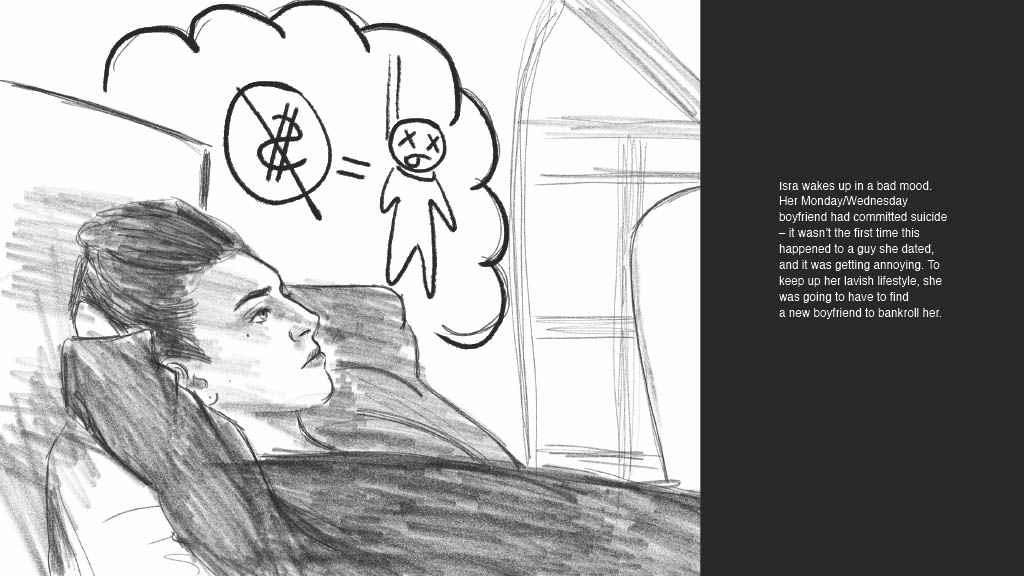 $ =
Isra wakes up in a bad mood.
Her Monday/Wednesday
boyfriend had committed suicide
– it wasn't the first time this
happened to a guy she dated,
and it was getting annoying. To
keep up her lavish lifestyle, she
was going to have to find
a new boyfriend to bankroll her.